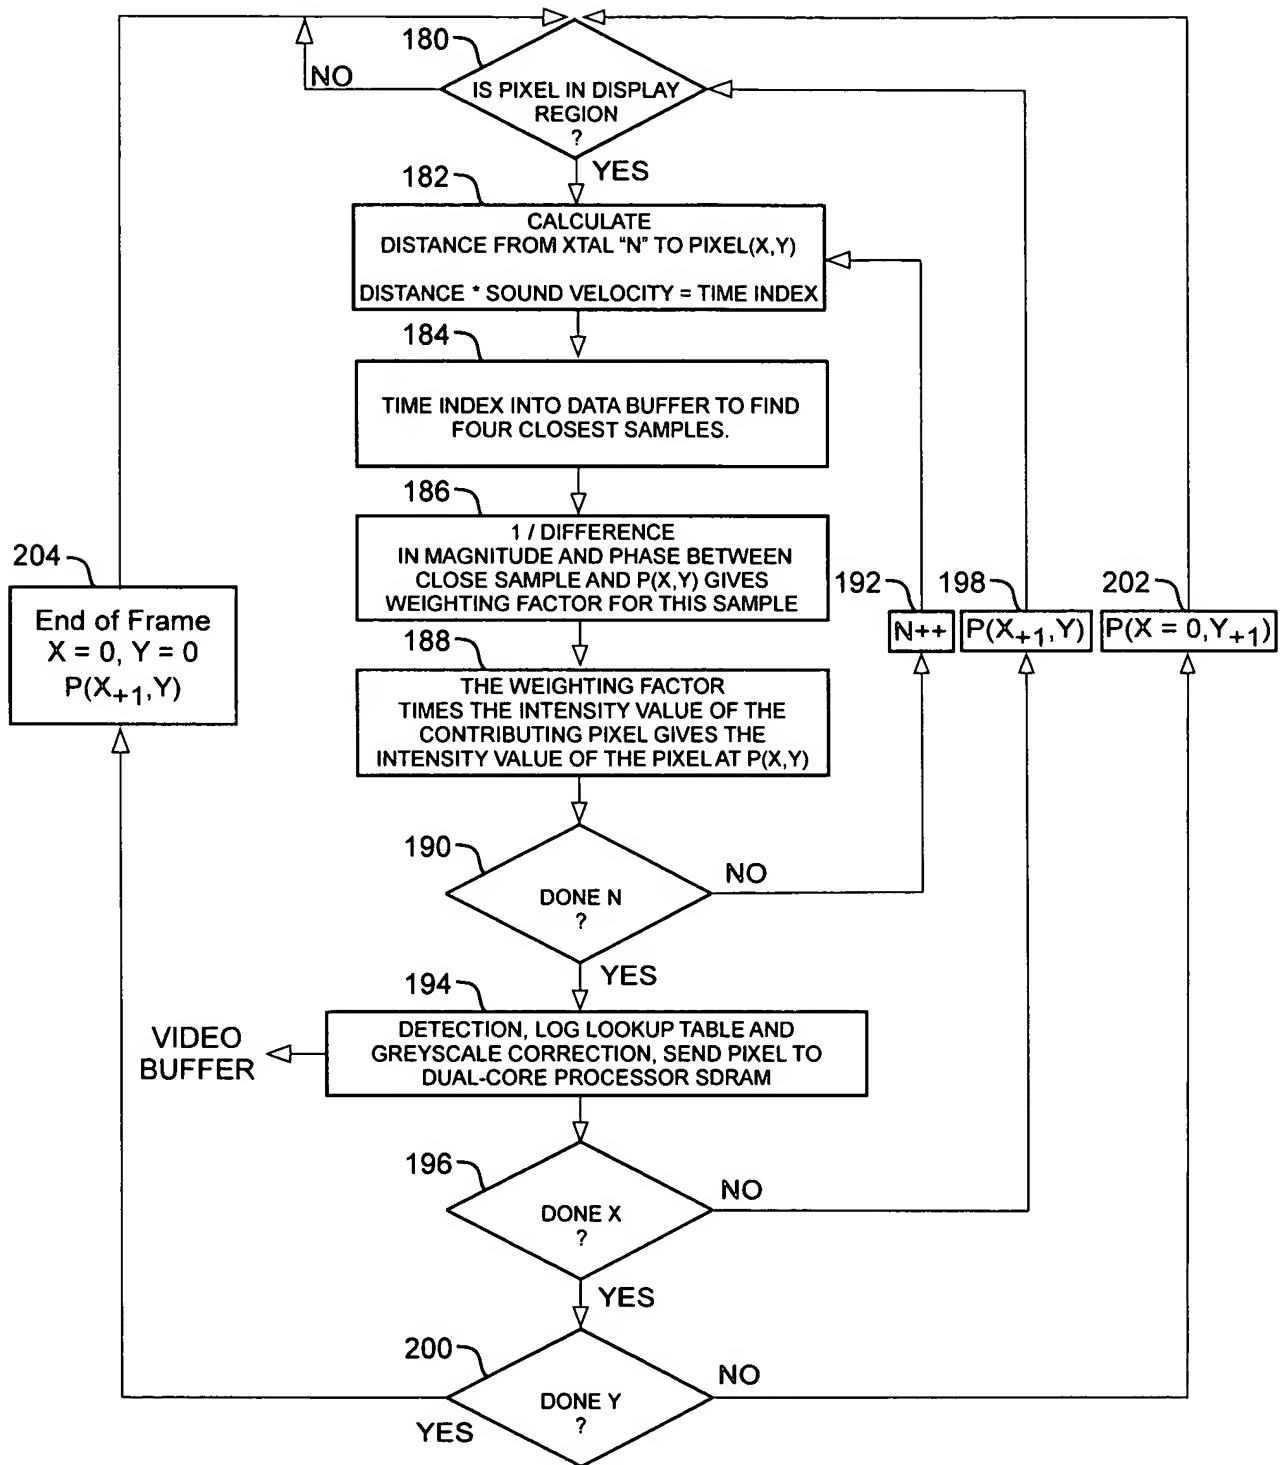 180
NO
IS PIXEL IN DISPLAY
REGION
?
YES
182
CALCULATE
DISTANCE FROM XTAL "N" TO PIXEL(X,Y)
DISTANCE * SOUND VELOCITY = TIME INDEX
184
TIME INDEX INTO DATA BUFFER TO FIND
FOUR CLOSEST SAMPLES.
186
1 / DIFFERENCE
IN MAGNITUDE AND PHASE BETWEEN
CLOSE SAMPLE AND P(X,Y) GIVES
WEIGHTING FACTOR FOR THIS SAMPLE
192
N++
198
P(X+1,Y)
202
P(X = 0,Y+1)
204
End of Frame
X = 0, Y = 0
P(X+1,Y)
188
THE WEIGHTING FACTOR
TIMES THE INTENSITY VALUE OF THE
CONTRIBUTING PIXEL GIVES THE
INTENSITY VALUE OF THE PIXEL AT P(X,Y)
190
DONE N
?
NO
YES
194
DETECTION, LOG LOOKUP TABLE AND
GREYSCALE CORRECTION, SEND PIXEL TO
DUAL-CORE PROCESSOR SDRAM
VIDEO
BUFFER
196
DONE X
?
NO
YES
200
DONE Y
?
NO
YES